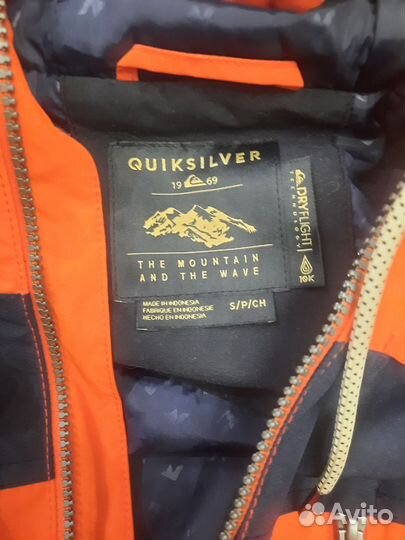 QUIKSILVER
19 69
THE MOUNTAIN
AND THE WAVE
DRYFLIGHT
TECHNOLOGY
10K
MADE IN INDONESIA
FABRIQUE EN INDONESIE
HECHO EN INDONESIA
S/P/CH
Avito